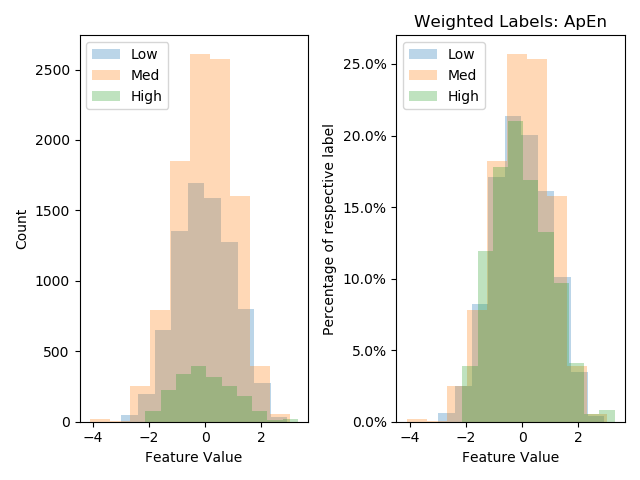 Weighted Labels: ApEn
Low
Med
High
Low
Med
High
2500
2000
1500
1000
500
0
25.0%
20.0%
15.0%
10.0%
5.0%
0.0%
−4 −2 0 2
−4 −2 0 2
Count
Percentage of respective label
Feature Value
Feature Value